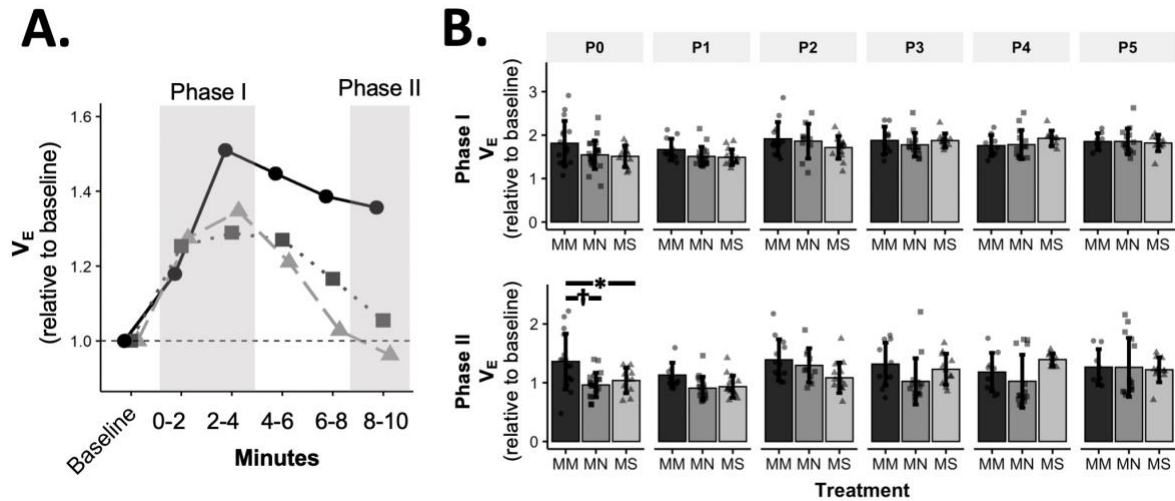 A.
Phase I
Phase II
VE
(relative to baseline)
1.6
1.4
1.2
1.0
Baseline
0-2
2-4
4-6
6-8
8-10
Minutes
B.
P0 P1 P2 P3 P4 P5
Phase I
VE
(relative to baseline)
3
2
1
0
MM MN MS MM MN MS MM MN MS MM MN MS MM MN MS MM MN MS
Phase II
VE
(relative to baseline)
2
1
0
*
†
MM MN MS MM MN MS MM MN MS MM MN MS MM MN MS MM MN MS
Treatment